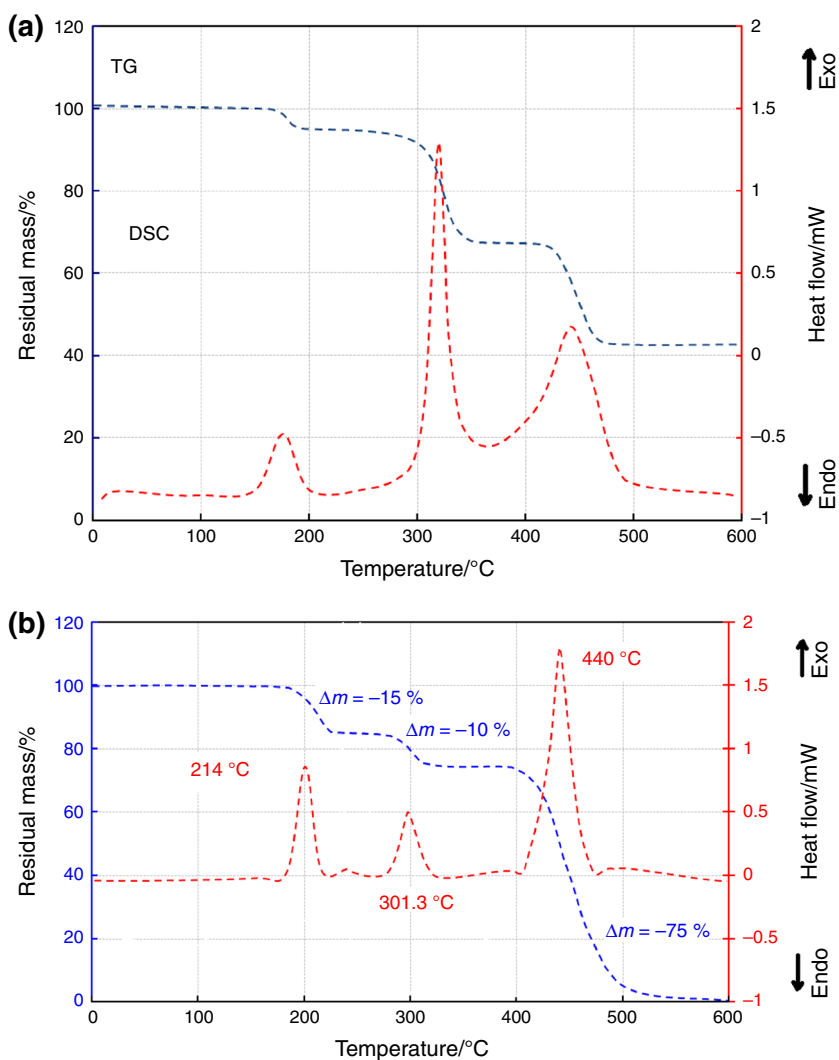 (a)
120
100
80
60
40
20
0
Residual mass/%
TG
DSC
2
1.5
1
0.5
0
–0.5
–1
Exo
Heat flow/mW
Endo
0 100 200 300 400 500 600
Temperature/°C
(b)
120
100
80
60
40
20
0
Residual mass/%
440 °C
Δm = –15 %
Δm = –10 %
214 °C
301.3 °C
Δm = –75 %
2
1.5
1
0.5
0
–0.5
–1
Exo
Heat flow/mW
Endo
0 100 200 300 400 500 600
Temperature/°C